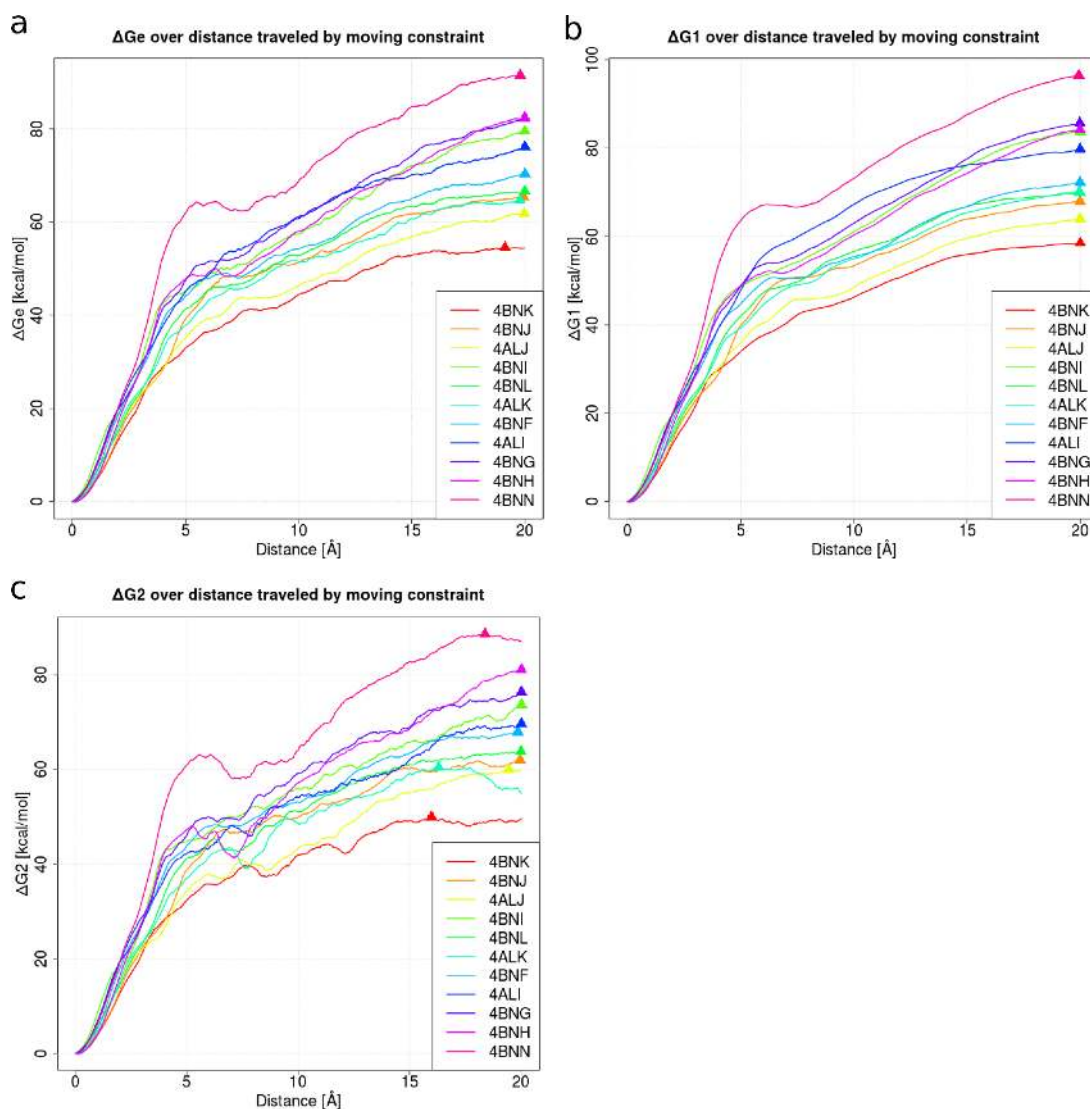 a
ΔGe over distance traveled by moving constraint
ΔGe [kcal/mol]
0
20
40
60
80
0
5
10
15
20
Distance [Å]
4BNK
4BNJ
4ALJ
4BNI
4BNL
4ALK
4BNF
4ALI
4BNG
4BNH
4BNN
b
ΔG1 over distance traveled by moving constraint
ΔG1 [kcal/mol]
0
20
40
60
80
100
0
5
10
15
20
Distance [Å]
4BNK
4BNJ
4ALJ
4BNI
4BNL
4ALK
4BNF
4ALI
4BNG
4BNH
4BNN
c
ΔG2 over distance traveled by moving constraint
ΔG2 [kcal/mol]
0
20
40
60
80
0
5
10
15
20
Distance [Å]
4BNK
4BNJ
4ALJ
4BNI
4BNL
4ALK
4BNF
4ALI
4BNG
4BNH
4BNN